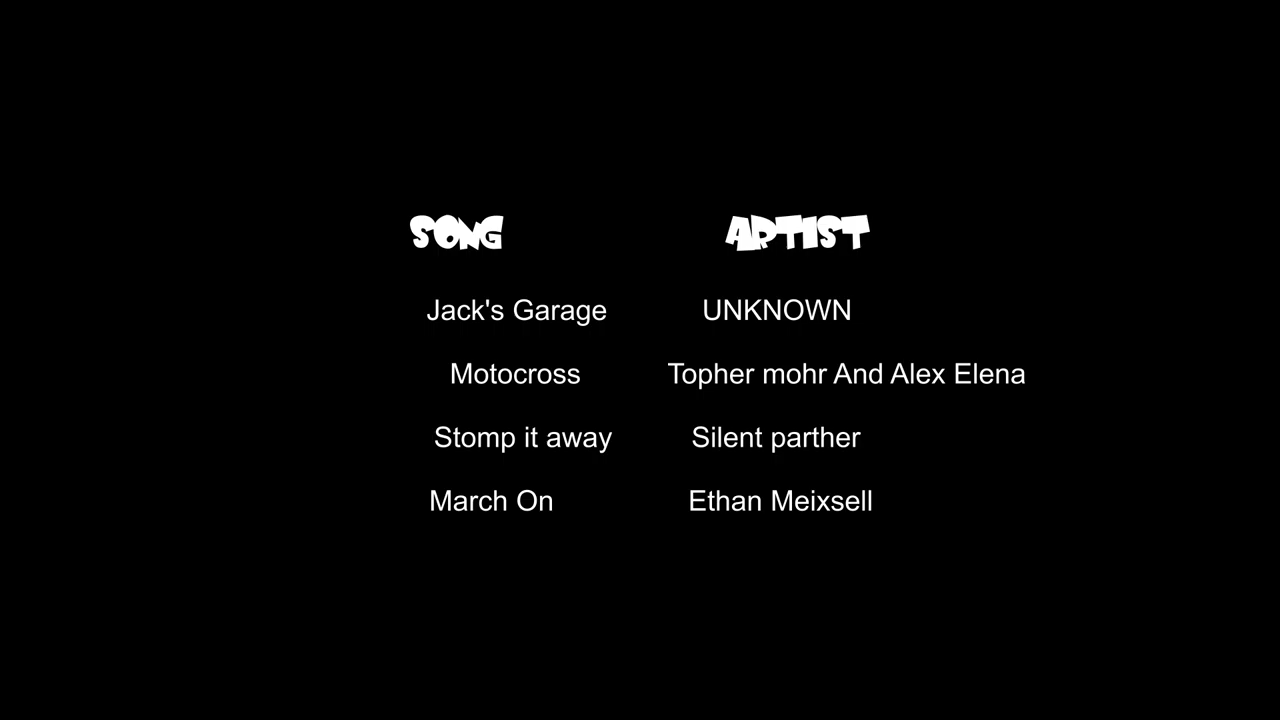 SONG ARTIST
Jack's Garage UNKNOWN
Motocross Topher mohr And Alex Elena
Stomp it away Silent parther
March On Ethan Meixsell